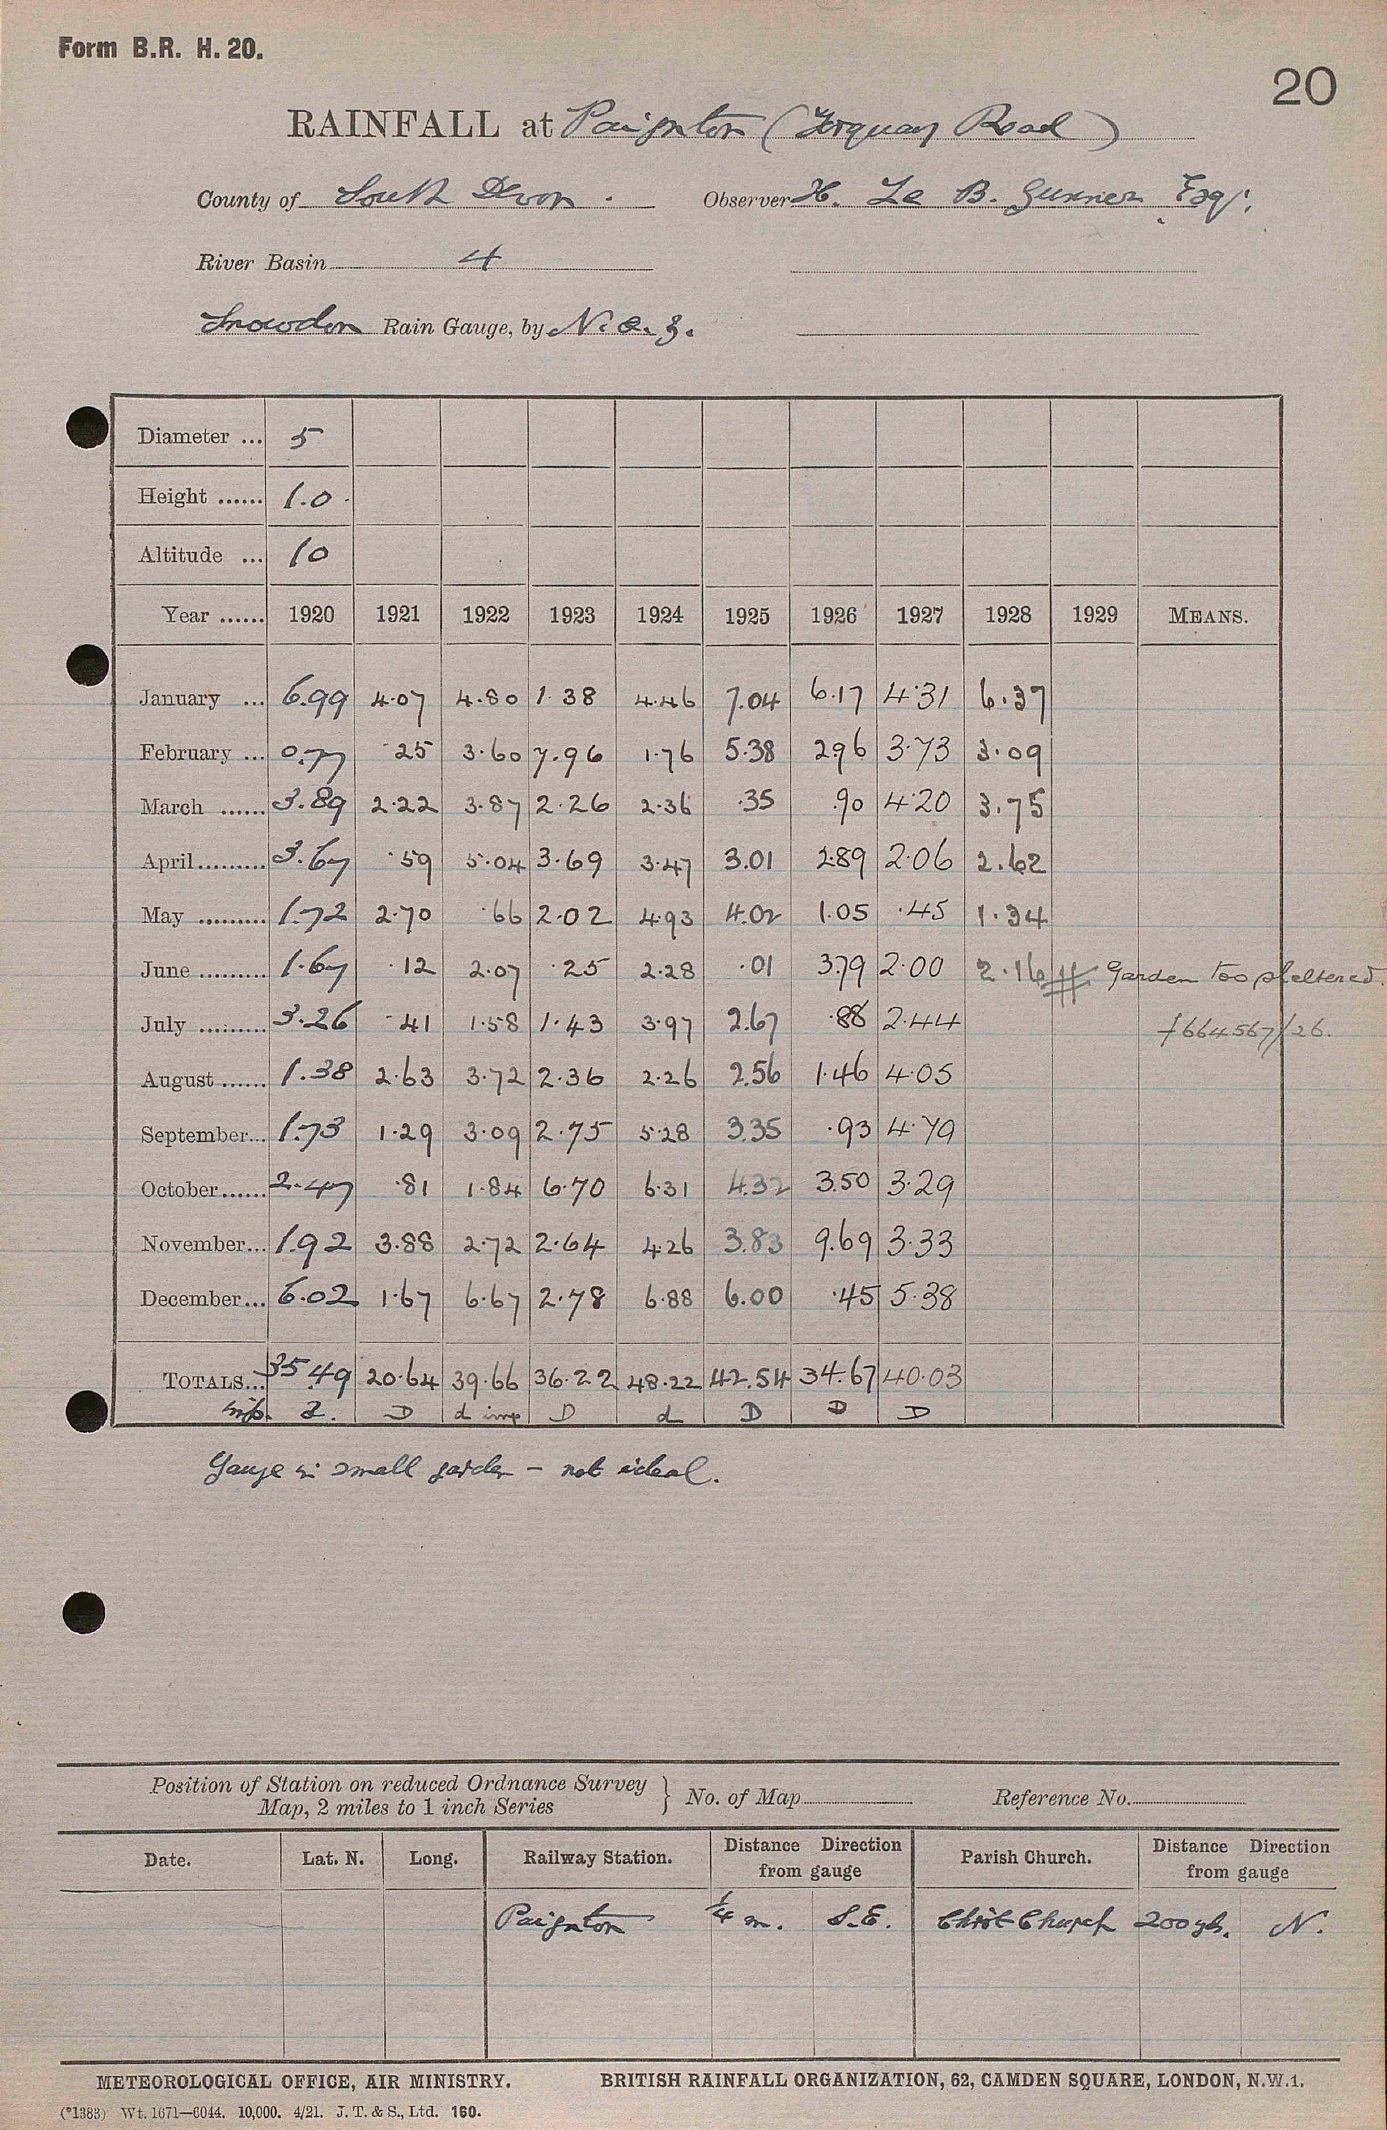 Form B.R. H. 20.
20
RAINFALL at Paignton (Torquay Road)
County of South Devon. Observer H. Le B. Gunner Esq.
River Basin 4
Snowdon Rain Gauge, by N. & Z.
Diameter ... 5
Height ...... 1.0
Altitude ... 10
Year ...... 1920 1921 1922 1923 1924 1925 1926 1927 1928 1929 MEANS.
January ... 6.99 4.07 4.80 1.38 4.46 7.04 6.17 4.31 6.37
February ... 0.77 .25 3.60 7.96 1.76 5.38 2.96 3.73 3.09
March ...... 3.89 2.22 3.87 2.26 2.36 .35 .90 4.20 3.75
April ......... 3.67 .59 5.04 3.69 3.47 3.01 2.89 2.06 2.62
May ......... 1.72 2.70 .66 2.02 4.93 4.02 1.05 .45 1.34
June ......... 1.67 .12 2.07 .25 2.28 .01 3.79 2.00 2.16 # Garden too sheltered.
July ......... 3.26 .41 1.58 1.43 3.97 2.67 .88 2.44 f664567/26.
August ...... 1.38 2.63 3.72 2.36 2.26 2.56 1.46 4.05
September... 1.73 1.29 3.09 2.75 5.28 3.35 .93 4.79
October...... 2.47 .81 1.84 6.70 6.31 4.32 3.50 3.29
November... 1.92 3.88 2.72 2.64 4.26 3.83 9.69 3.33
December... 6.02 1.67 6.67 2.78 6.88 6.00 .45 5.38
TOTALS... 35.49 20.64 39.66 36.22 48.22 42.54 34.67 40.03
imp. d. D d imp D d D D D
Gauge in small garden - not ideal.
Position of Station on reduced Ordnance Survey
Map, 2 miles to 1 inch Series } No. of Map Reference No.
Date. Lat. N. Long. Railway Station. Distance Direction from gauge Parish Church. Distance Direction from gauge
Paignton 1/4 m. S.E. Christ Church 200 yds. N.
METEOROLOGICAL OFFICE, AIR MINISTRY. BRITISH RAINFALL ORGANIZATION, 62, CAMDEN SQUARE, LONDON, N.W.1.
(*1383) Wt. 1671—6044. 10,000. 4/21. J. T. & S., Ltd. 160.